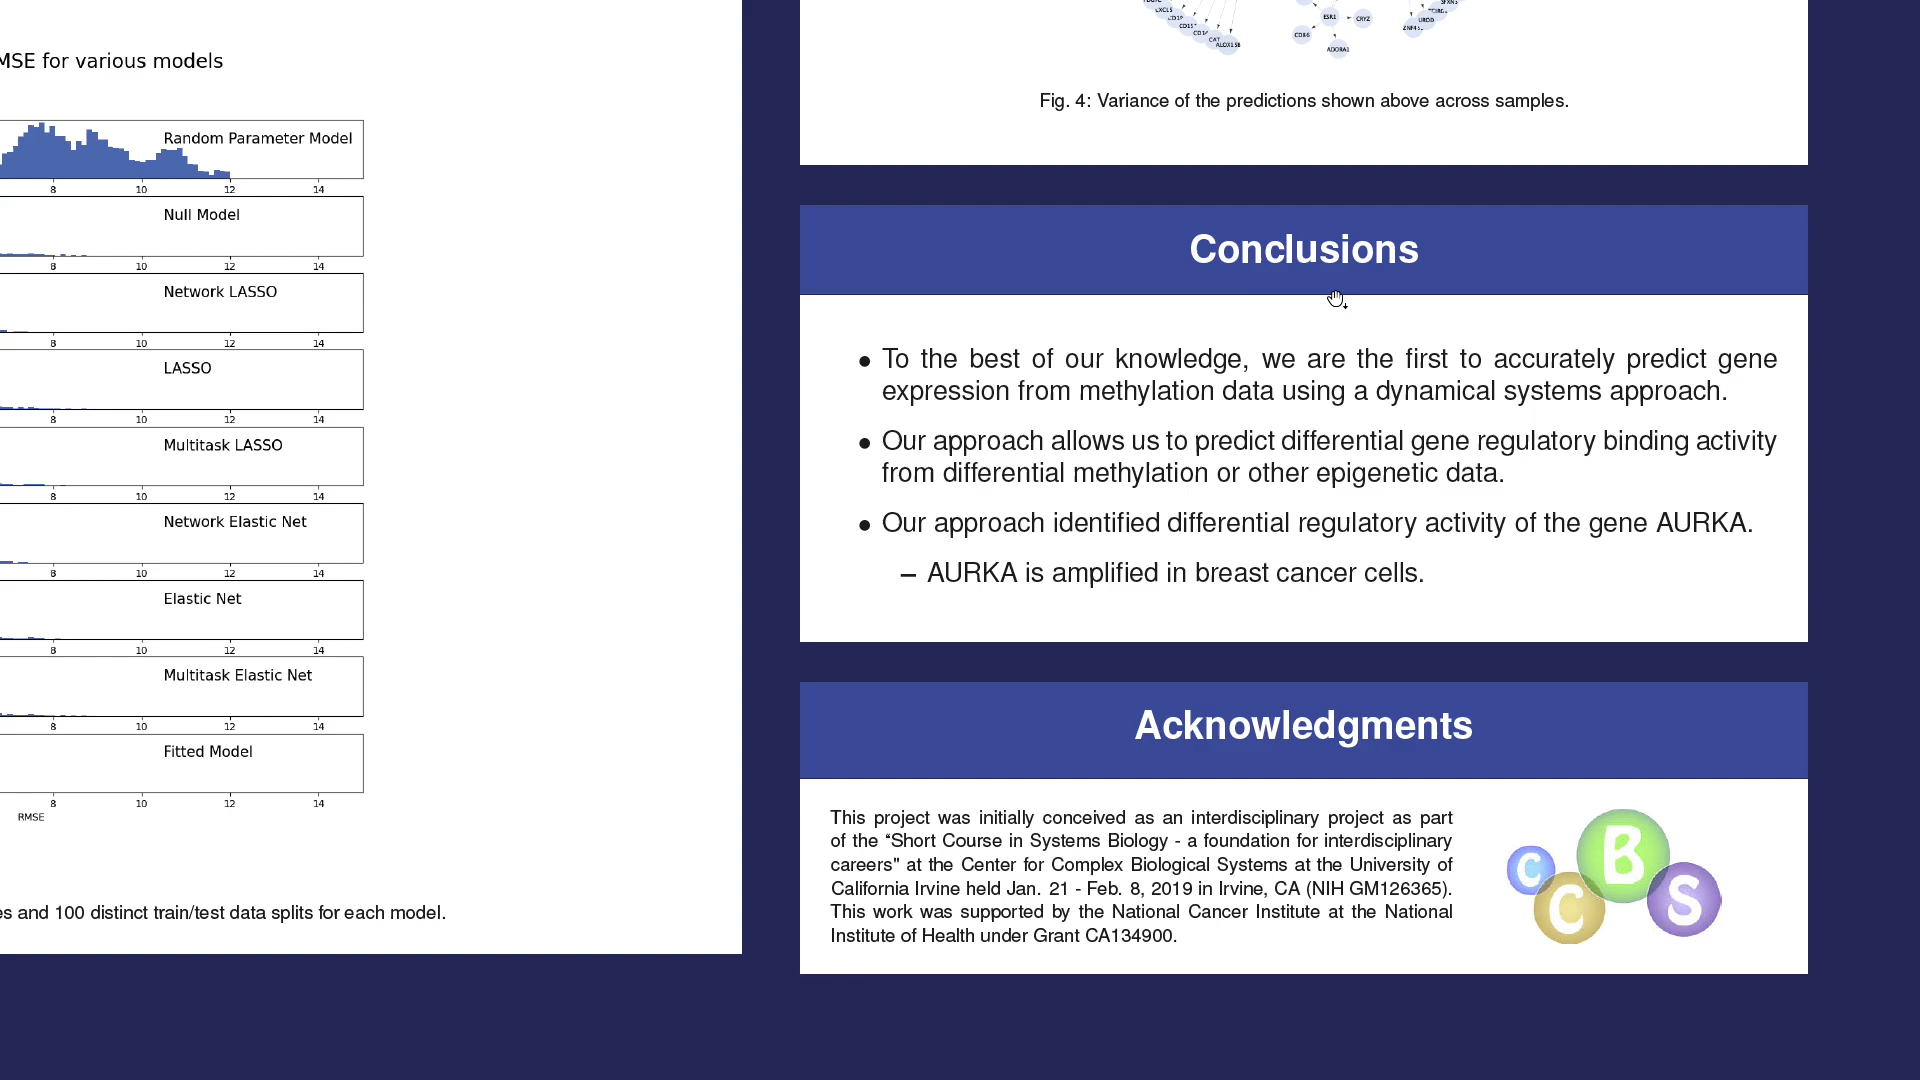 MSE for various models
Random Parameter Model
8 10 12 14
Null Model
8 10 12 14
Network LASSO
8 10 12 14
LASSO
8 10 12 14
Multitask LASSO
8 10 12 14
Network Elastic Net
8 10 12 14
Elastic Net
8 10 12 14
Multitask Elastic Net
8 10 12 14
Fitted Model
8 10 12 14
RMSE
es and 100 distinct train/test data splits for each model.
CXCL5
CD19
CAT
ALOX15B
ESR1
CRYZ
CD86
ADORA1
UROD
Fig. 4: Variance of the predictions shown above across samples.
Conclusions
• To the best of our knowledge, we are the first to accurately predict gene
expression from methylation data using a dynamical systems approach.
• Our approach allows us to predict differential gene regulatory binding activity
from differential methylation or other epigenetic data.
• Our approach identified differential regulatory activity of the gene AURKA.
– AURKA is amplified in breast cancer cells.
Acknowledgments
This project was initially conceived as an interdisciplinary project as part
of the “Short Course in Systems Biology - a foundation for interdisciplinary
careers" at the Center for Complex Biological Systems at the University of
California Irvine held Jan. 21 - Feb. 8, 2019 in Irvine, CA (NIH GM126365).
This work was supported by the National Cancer Institute at the National
Institute of Health under Grant CA134900.
C C B S